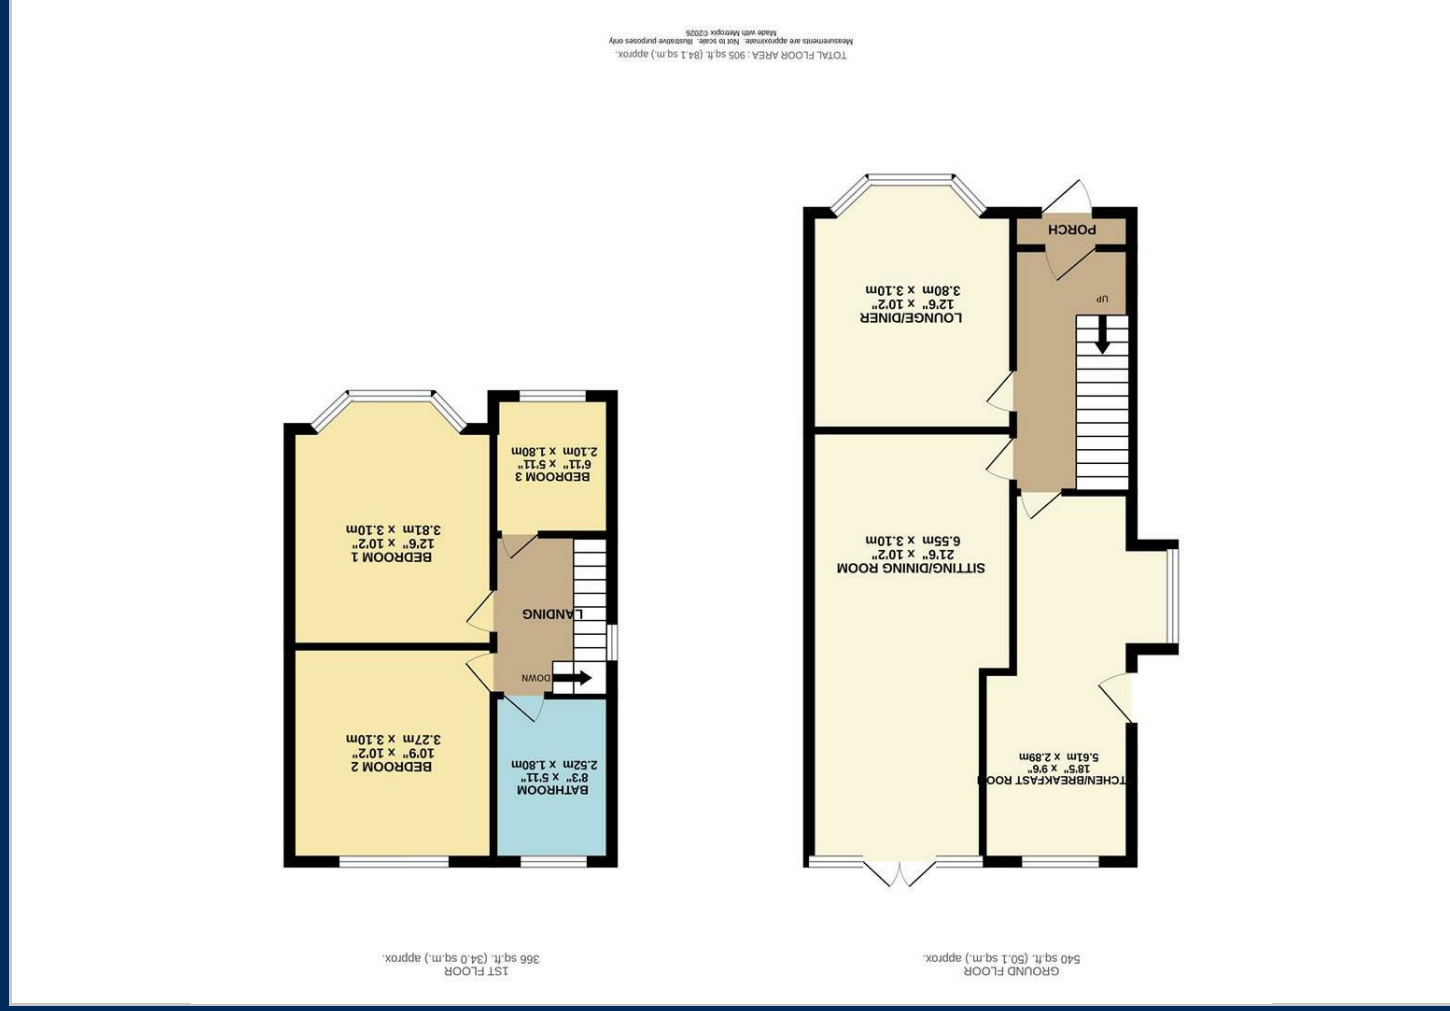 GROUND FLOOR
540 sq.ft. (50.1 sq.m.) approx.
1ST FLOOR
366 sq.ft. (34.0 sq.m.) approx.
TCHEN/BREAKFAST ROOM
18'5" x 9'6"
5.61m x 2.89m
SITTING/DINING ROOM
21'6" x 10'2"
6.55m x 3.10m
LOUNGE/DINER
12'6" x 10'2"
3.80m x 3.10m
UP
PORCH
BATHROOM
8'3" x 5'11"
2.52m x 1.80m
BEDROOM 2
10'9" x 10'2"
3.27m x 3.10m
DOWN
LANDING
BEDROOM 1
12'6" x 10'2"
3.81m x 3.10m
BEDROOM 3
6'11" x 5'11"
2.10m x 1.80m
TOTAL FLOOR AREA : 905 sq.ft. (84.1 sq.m.) approx.
Measurements are approximate. Not to scale. Illustrative purposes only
Made with Metropix ©2026